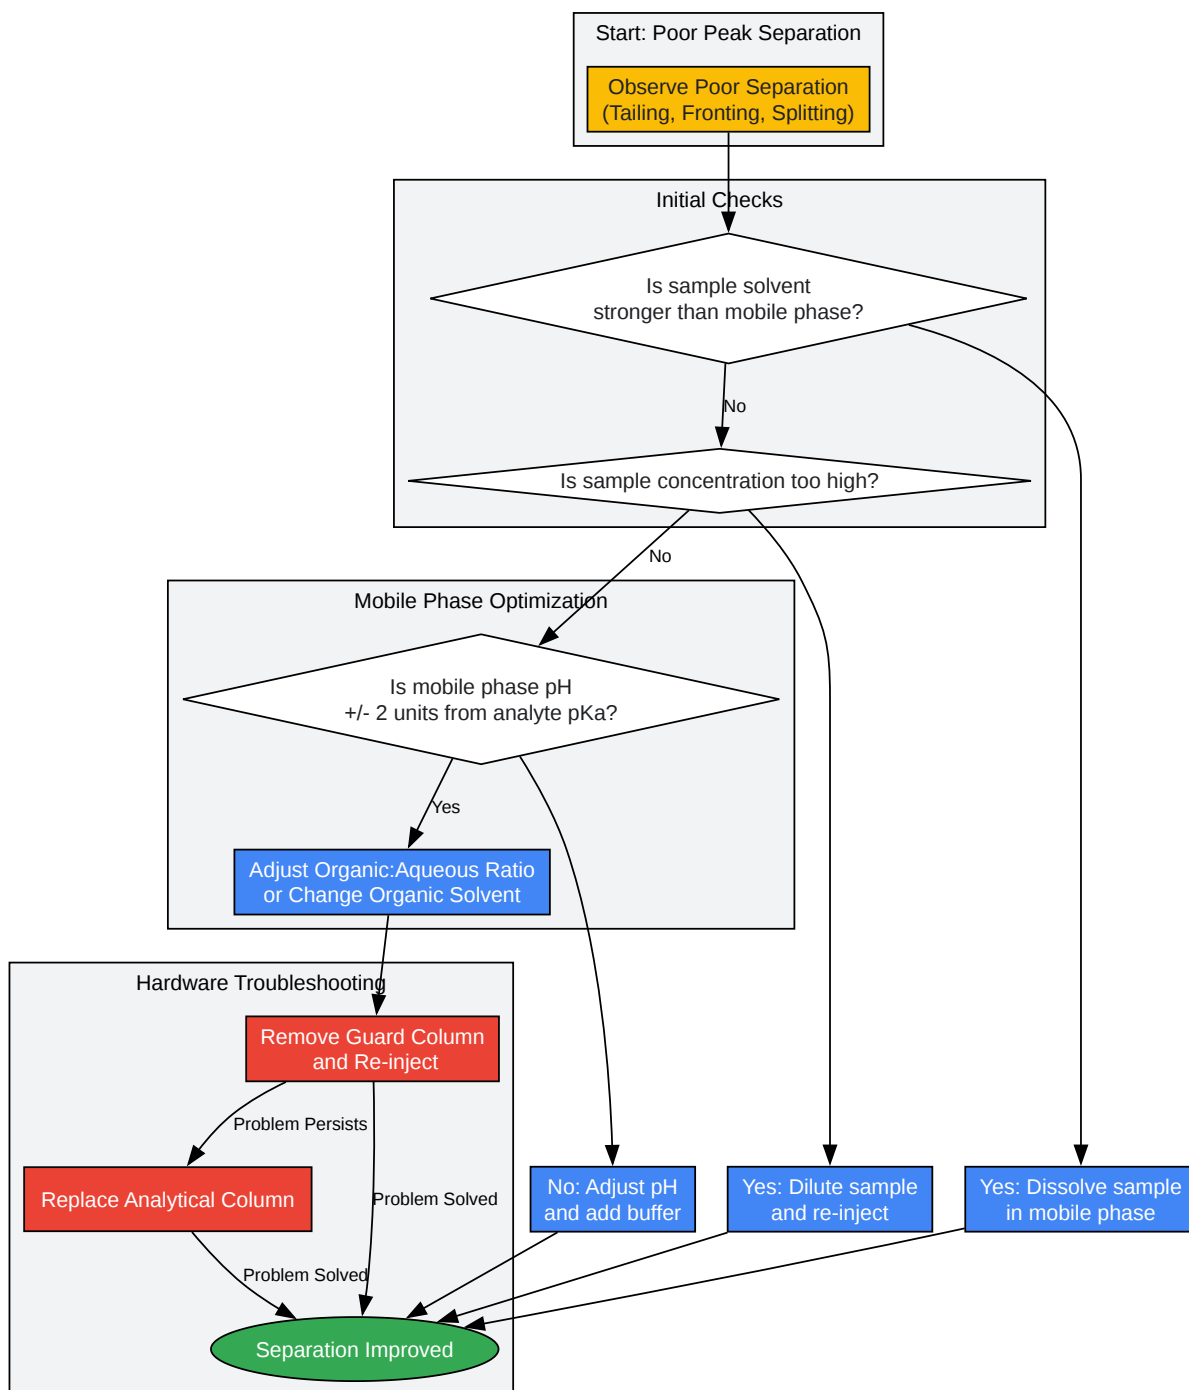 Start: Poor Peak Separation
Observe Poor Separation
(Tailing, Fronting, Splitting)
Initial Checks
Is sample solvent
stronger than mobile phase?
No
Is sample concentration too high?
No
Mobile Phase Optimization
Is mobile phase pH
+/- 2 units from analyte pKa?
Yes
Adjust Organic:Aqueous Ratio
or Change Organic Solvent
Hardware Troubleshooting
Remove Guard Column
and Re-inject
Problem Persists
Replace Analytical Column
Problem Solved
No: Adjust pH
and add buffer
Yes: Dilute sample
and re-inject
Yes: Dissolve sample
in mobile phase
Problem Solved
Separation Improved